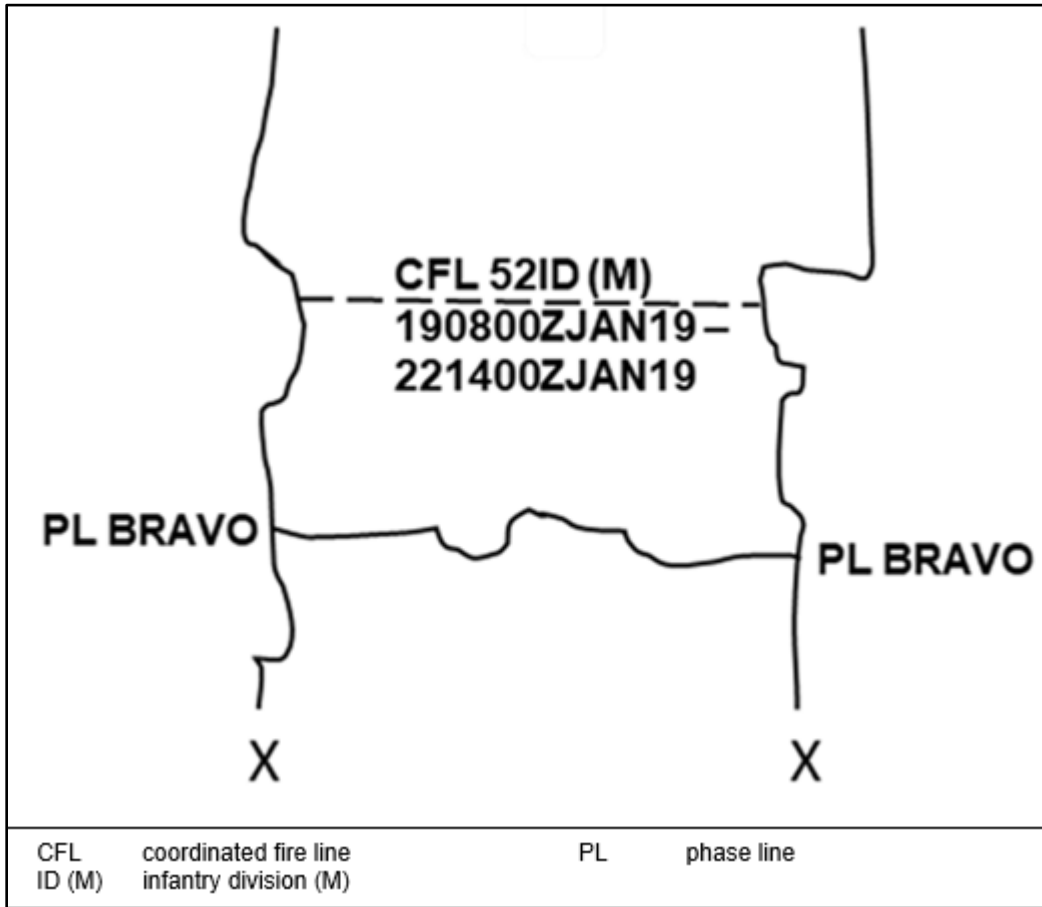 CFL 52ID (M)
190800ZJAN19 –
221400ZJAN19
PL BRAVO
PL BRAVO
X
X
CFL coordinated fire line PL phase line
ID (M) infantry division (M)